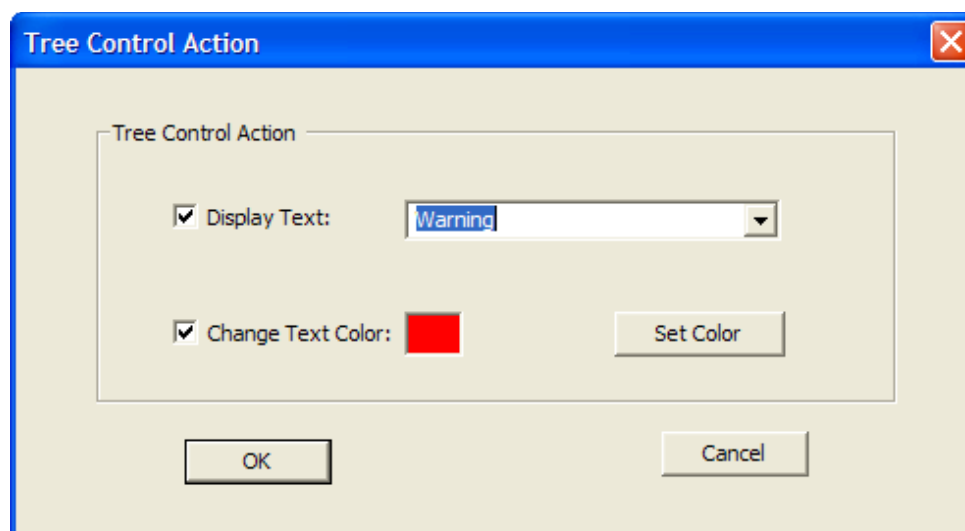 Tree Control Action
Tree Control Action
Display Text: Warning
Change Text Color: Set Color
OK Cancel